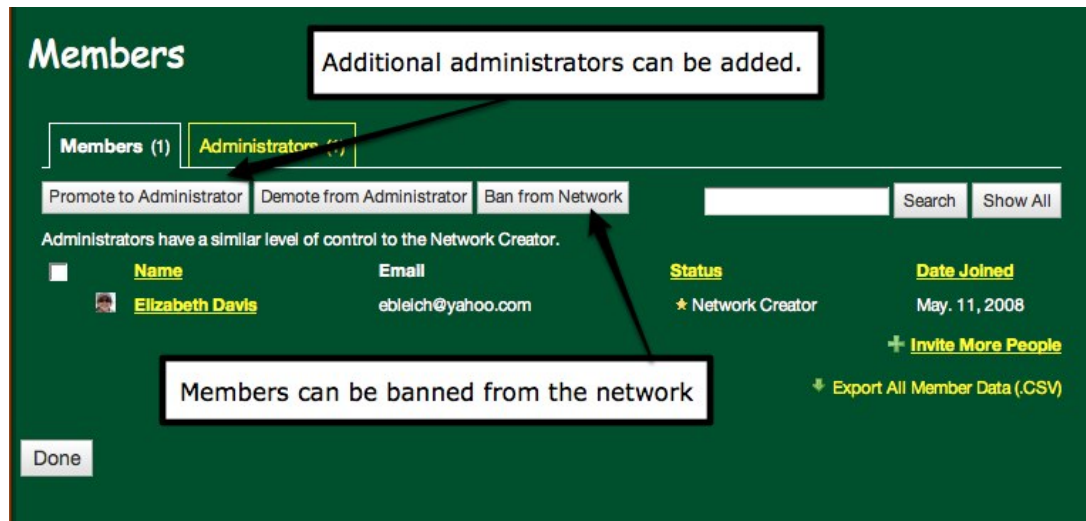 Members
Additional administrators can be added.
Members (1) Administrators (1)
Promote to Administrator Demote from Administrator Ban from Network Search Show All
Administrators have a similar level of control to the Network Creator.
Name Email Status Date Joined
Elizabeth Davis ebleich@yahoo.com Network Creator May. 11, 2008
Invite More People
Members can be banned from the network
Export All Member Data (.CSV)
Done